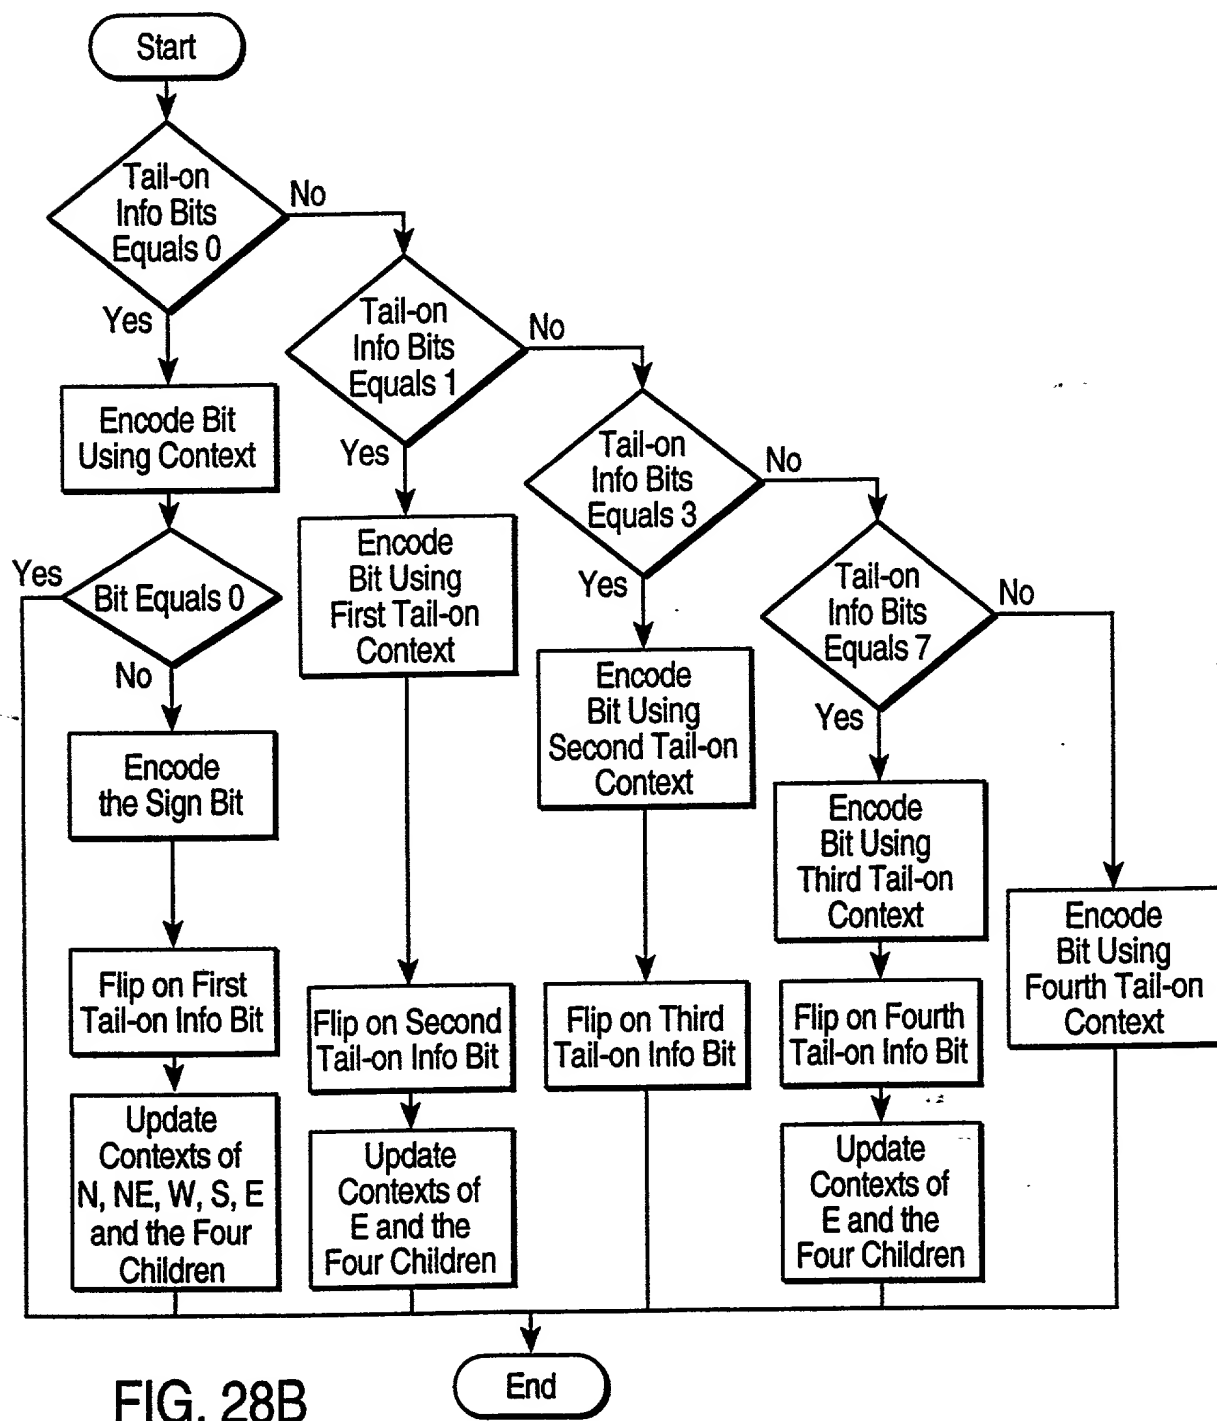 Start
Tail-on
Info Bits
Equals 0
No
Yes
Tail-on
Info Bits
Equals 1
No
Yes
Tail-on
Info Bits
Equals 3
No
Yes
Tail-on
Info Bits
Equals 7
No
Yes
Encode Bit
Using Context
Bit Equals 0
Yes
No
Encode
the Sign Bit
Flip on First
Tail-on Info Bit
Update
Contexts of
N, NE, W, S, E
and the Four
Children
Encode
Bit Using
First Tail-on
Context
Flip on Second
Tail-on Info Bit
Update
Contexts of
E and the
Four Children
Encode
Bit Using
Second Tail-on
Context
Flip on Third
Tail-on Info Bit
Encode
Bit Using
Third Tail-on
Context
Flip on Fourth
Tail-on Info Bit
Update
Contexts of
E and the
Four Children
Encode
Bit Using
Fourth Tail-on
Context
End
FIG. 28B